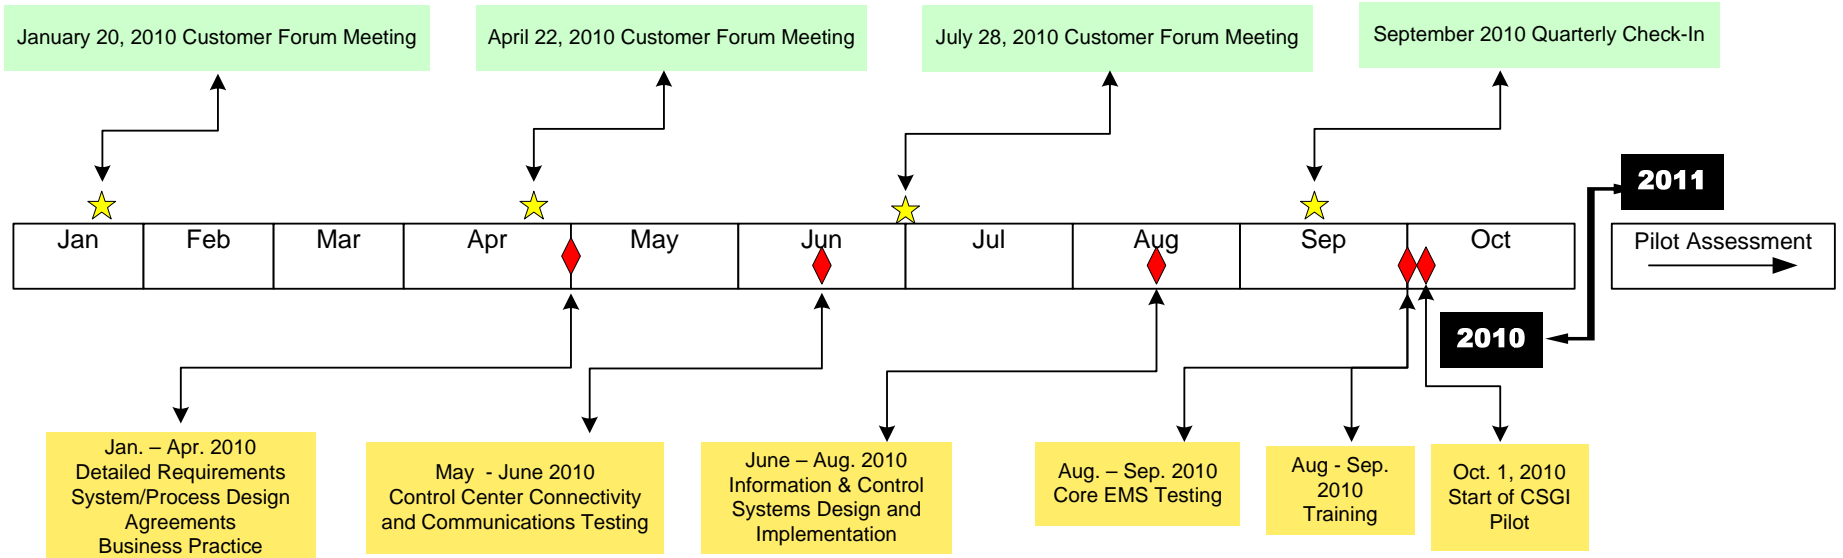 January 20, 2010 Customer Forum Meeting
April 22, 2010 Customer Forum Meeting
July 28, 2010 Customer Forum Meeting
September 2010 Quarterly Check-In
2011
Jan
Feb
Mar
Apr
May
Jun
Jul
Aug
Sep
Oct
Pilot Assessment
2010
Jan. – Apr. 2010
Detailed Requirements
System/Process Design
Agreements
Business Practice
May  - June 2010
Control Center Connectivity
and Communications Testing
June – Aug. 2010
Information & Control
Systems Design and
Implementation
Aug. – Sep. 2010
Core EMS Testing
Aug - Sep.
2010
Training
Oct. 1, 2010
Start of CSGI
Pilot